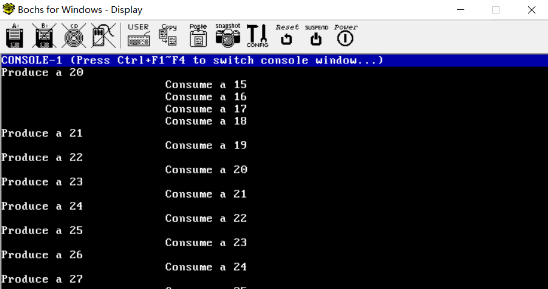 Bochs for Windows - Display
A: B: CD USER Copy Paste snapshot CONFIG Reset SUSPEND Power
CONSOLE-1 (Press Ctrl+F1~F4 to switch console window...)
Produce a 20
Consume a 15
Consume a 16
Consume a 17
Consume a 18
Produce a 21
Consume a 19
Produce a 22
Consume a 20
Produce a 23
Consume a 21
Produce a 24
Consume a 22
Produce a 25
Consume a 23
Produce a 26
Consume a 24
Produce a 27